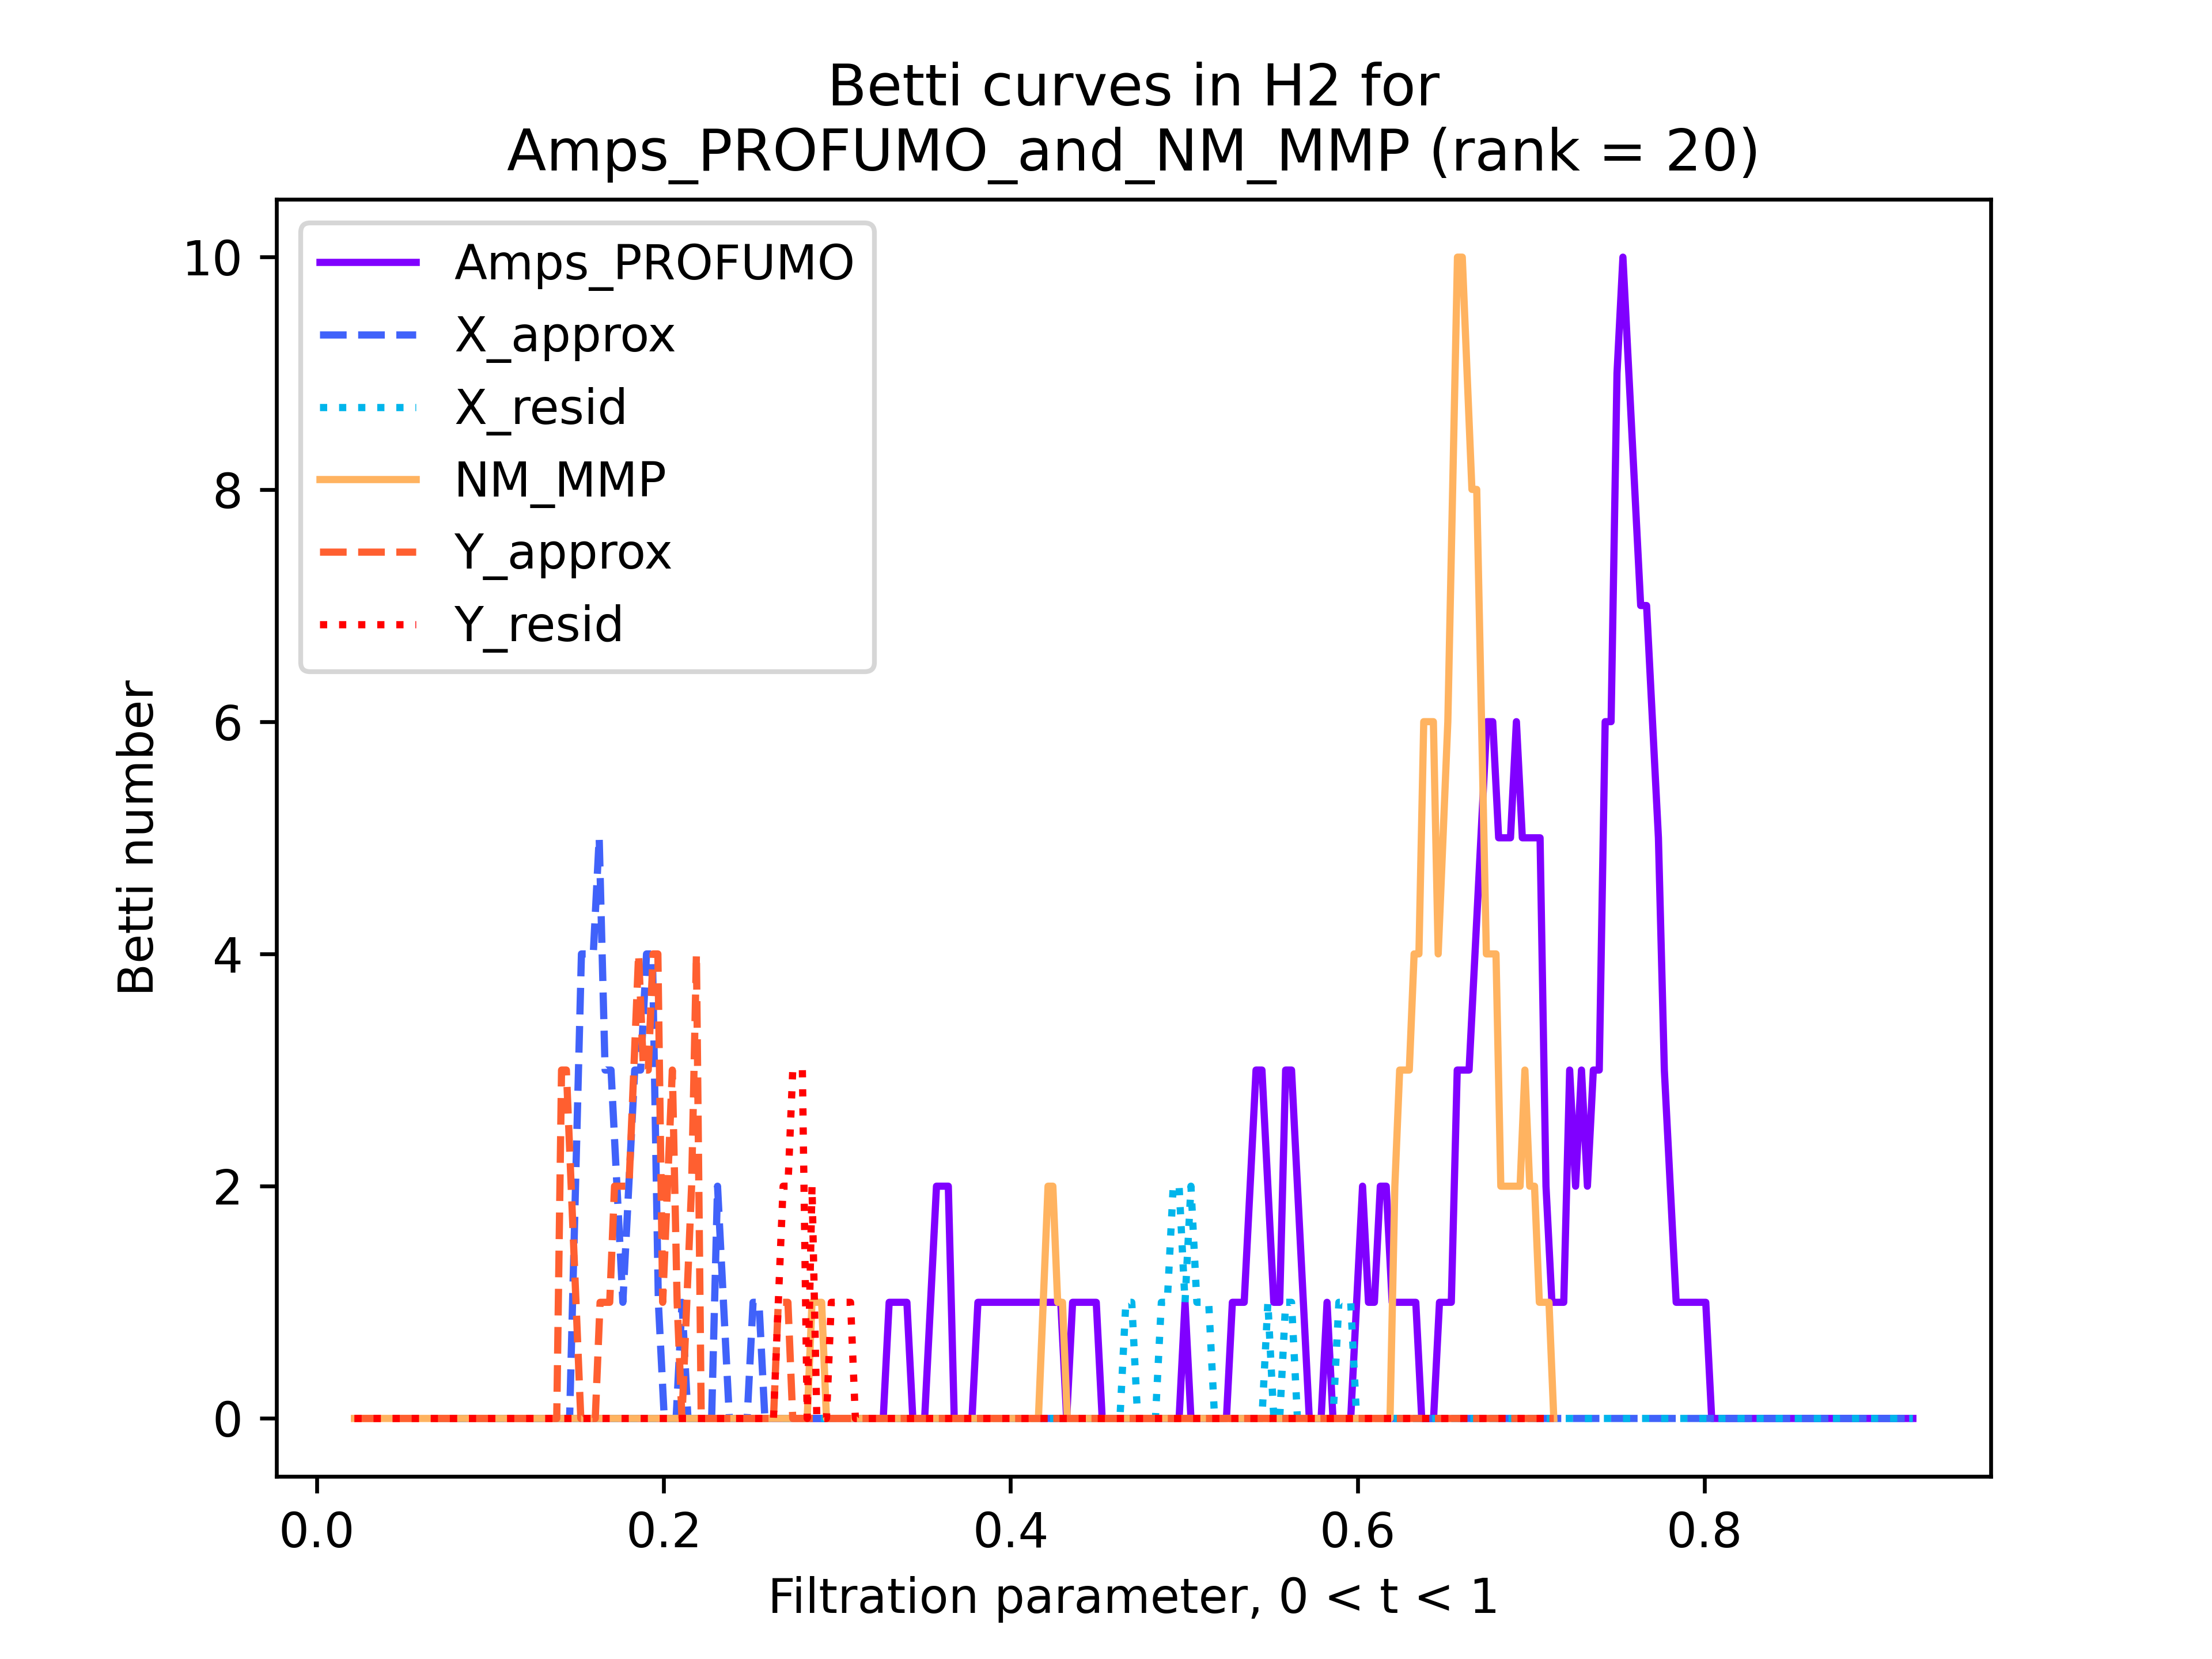 Betti curves in H2 for
Amps_PROFUMO_and_NM_MMP (rank = 20)
Amps_PROFUMO
X_approx
X_resid
NM_MMP
Y_approx
Y_resid
Betti number
10
8
6
4
2
0
0.0 0.2 0.4 0.6 0.8
Filtration parameter, 0 < t < 1